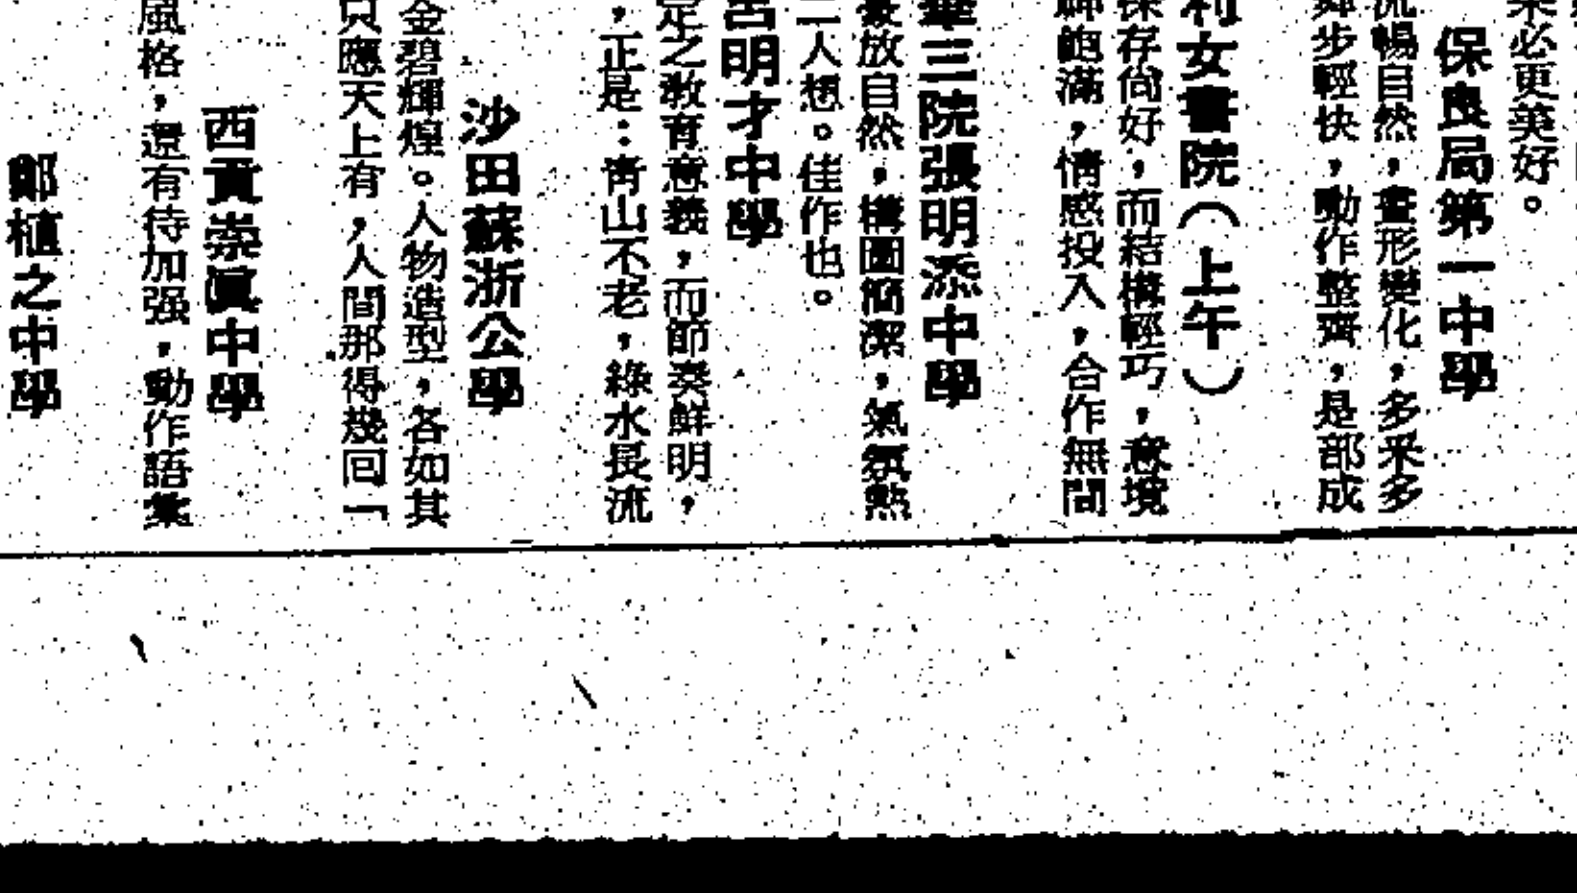 果必更美好。
保良局第一中學
流暢自然，畫形變化，多采多
舞步輕快，動作整齊，是部成
利女書院（上午）
保存尚好，而結構輕巧，意境
飽滿，情感投入，合作無間
華三院張明添中學
豪放自然，構圖簡潔，氣氛熱
二人想。佳作也。
呂明才中學
定之教育意義，而節奏鮮明，
，正是：青山不老，綠水長流
沙田蘇浙公學
金碧輝煌。人物造型，各如其
只應天上有，人間那得幾回「
西貢崇眞中學
風格，還有待加强，動作語彙
鄭植之中學